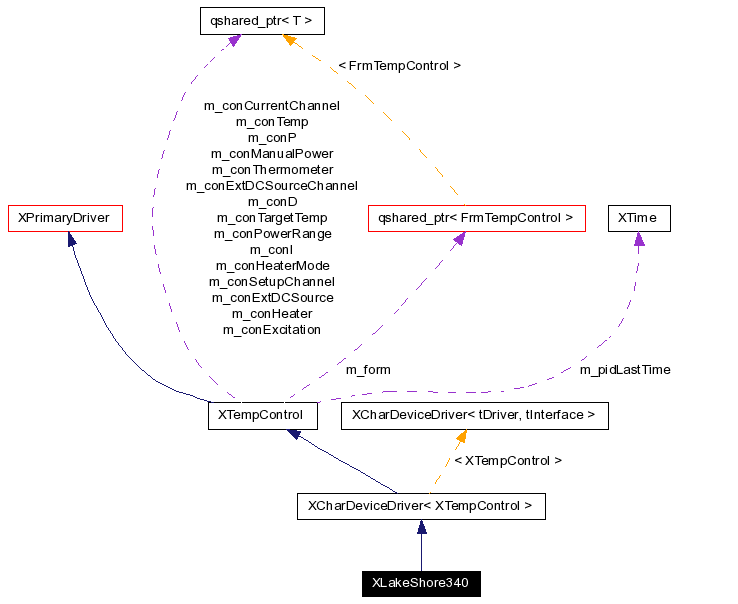 qshared_ptr< T >
< FrmTempControl >
m_conCurrentChannel
m_conTemp
m_conP
m_conManualPower
m_conThermometer
m_conExtDCSourceChannel
m_conD
m_conTargetTemp
m_conPowerRange
m_conI
m_conHeaterMode
m_conSetupChannel
m_conExtDCSource
m_conHeater
m_conExcitation
XPrimaryDriver
qshared_ptr< FrmTempControl >
XTime
m_form
m_pidLastTime
XTempControl
XCharDeviceDriver< tDriver, tInterface >
< XTempControl >
XCharDeviceDriver< XTempControl >
XLakeShore340